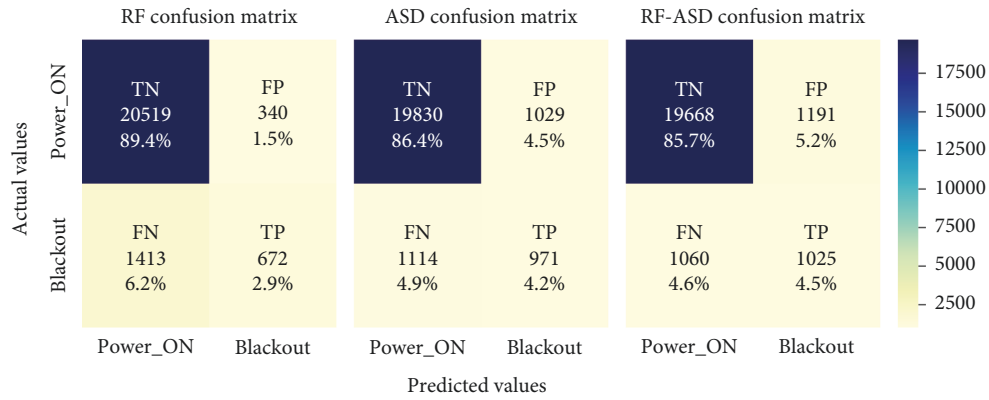 RF confusion matrix
ASD confusion matrix
RF-ASD confusion matrix
Actual values
Power_ON
Blackout
TN
20519
89.4%
FP
340
1.5%
FN
1413
6.2%
TP
672
2.9%
TN
19830
86.4%
FP
1029
4.5%
FN
1114
4.9%
TP
971
4.2%
TN
19668
85.7%
FP
1191
5.2%
FN
1060
4.6%
TP
1025
4.5%
17500
15000
12500
10000
7500
5000
2500
Power_ON
Blackout
Power_ON
Blackout
Power_ON
Blackout
Predicted values